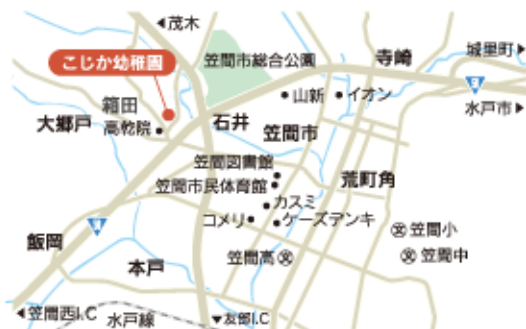 ◀茂木
こじか幼稚園
笠間市総合公園
寺崎
城里町▶
水戸市▶
箱田
大郷戸
高乾院
石井
山新
イオン
笠間市
笠間図書館
笠間市民体育館
荒町角
カスミ
コメリ
ケーズデンキ
笠間小
笠間中
飯岡
本戸
笠間高
◀笠間西I.C
水戸線
▼友部I.C